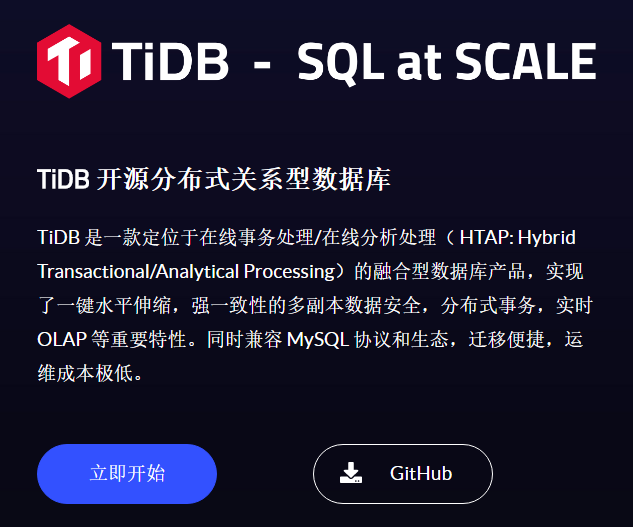 TiDB - SQL at SCALE
TiDB 开源分布式关系型数据库
TiDB 是一款定位于在线事务处理/在线分析处理（ HTAP: Hybrid
Transactional/Analytical Processing）的融合型数据库产品，实现
了一键水平伸缩，强一致性的多副本数据安全，分布式事务，实时
OLAP 等重要特性。同时兼容 MySQL 协议和生态，迁移便捷，运
维成本极低。
立即开始
GitHub